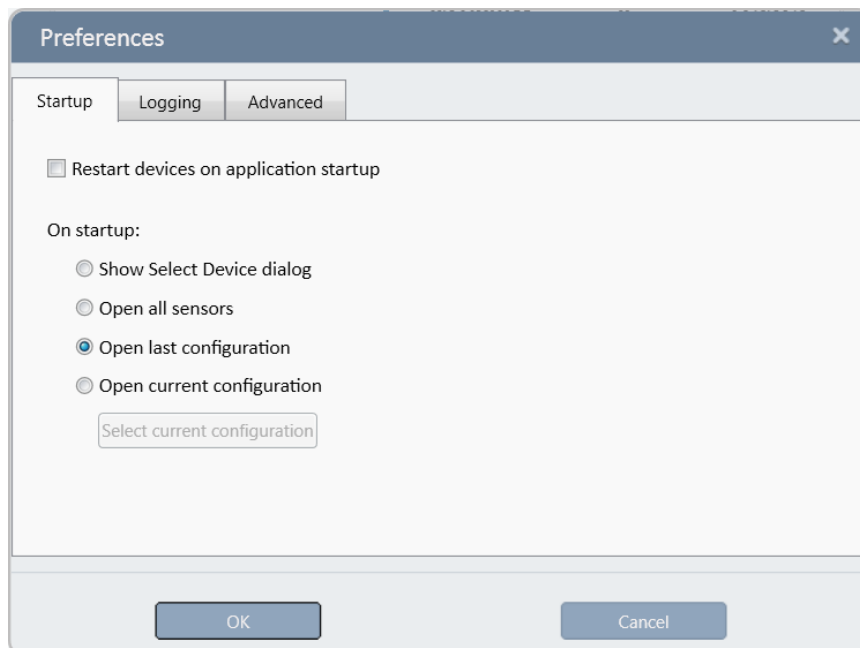 Preferences
Startup
Logging
Advanced
Restart devices on application startup
On startup:
Show Select Device dialog
Open all sensors
Open last configuration
Open current configuration
Select current configuration
OK
Cancel